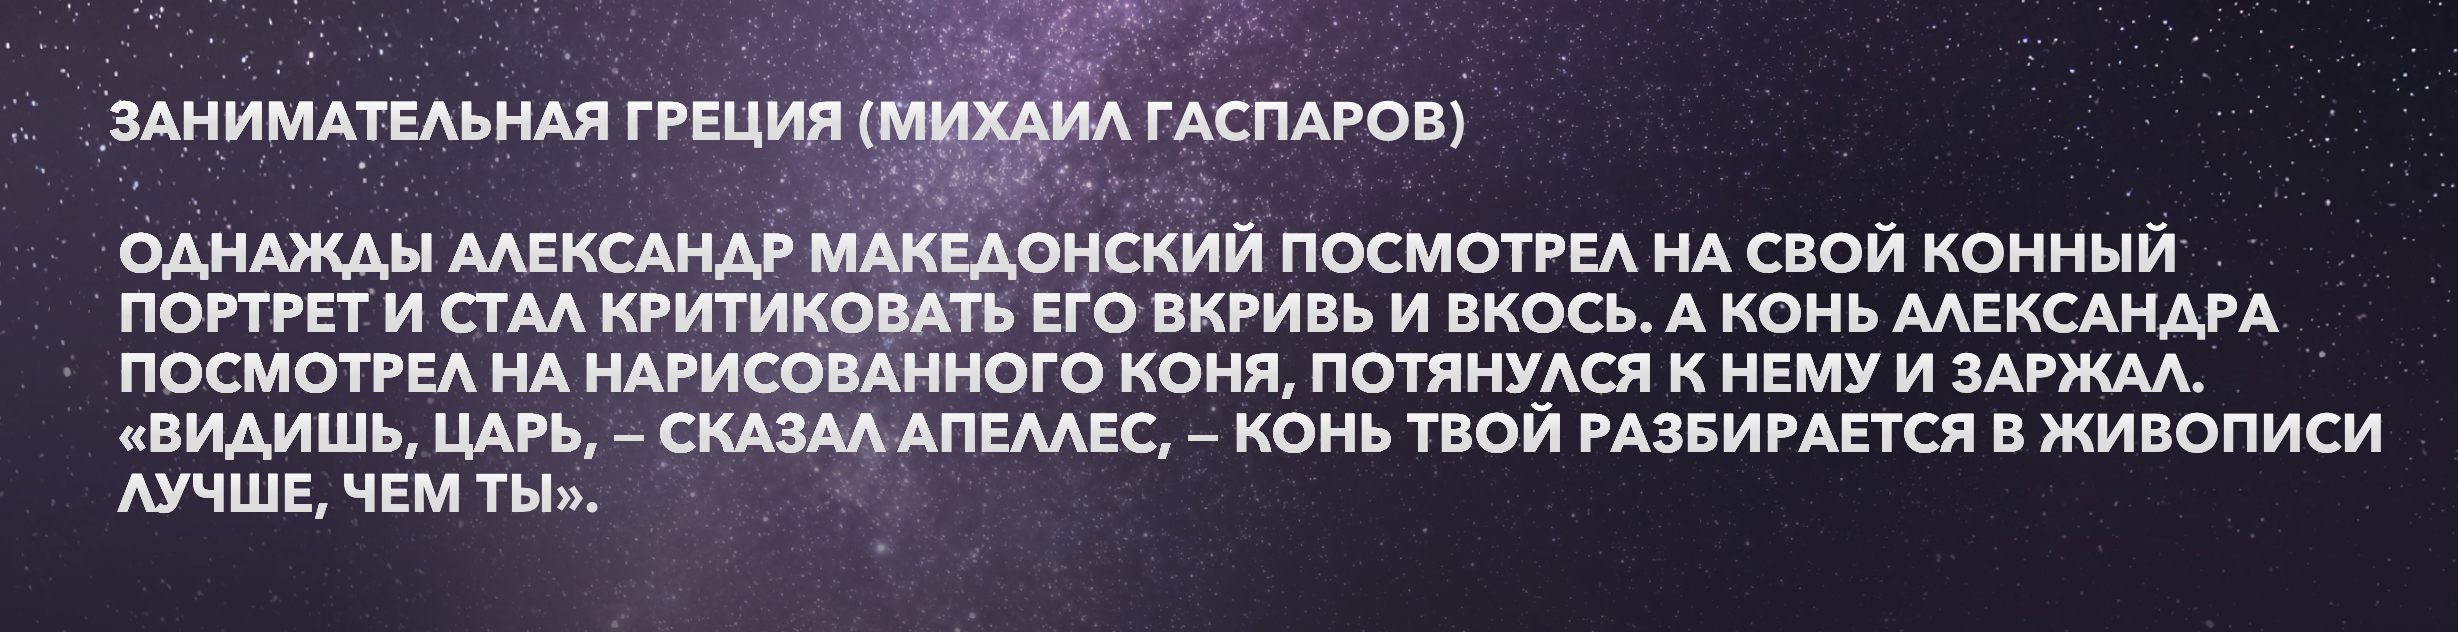 ЗАНИМАТЕЛЬНАЯ ГРЕЦИЯ (МИХАИЛ ГАСПАРОВ)
ОДНАЖДЫ АЛЕКСАНДР МАКЕДОНСКИЙ ПОСМОТРЕЛ НА СВОЙ КОННЫЙ
ПОРТРЕТ И СТАЛ КРИТИКОВАТЬ ЕГО ВКРИВЬ И ВКОСЬ. А КОНЬ АЛЕКСАНДРА
ПОСМОТРЕЛ НА НАРИСОВАННОГО КОНЯ, ПОТЯНУЛСЯ К НЕМУ И ЗАРЖАЛ.
«ВИДИШЬ, ЦАРЬ, – СКАЗАЛ АПЕЛЛЕС, – КОНЬ ТВОЙ РАЗБИРАЕТСЯ В ЖИВОПИСИ
ЛУЧШЕ, ЧЕМ ТЫ».